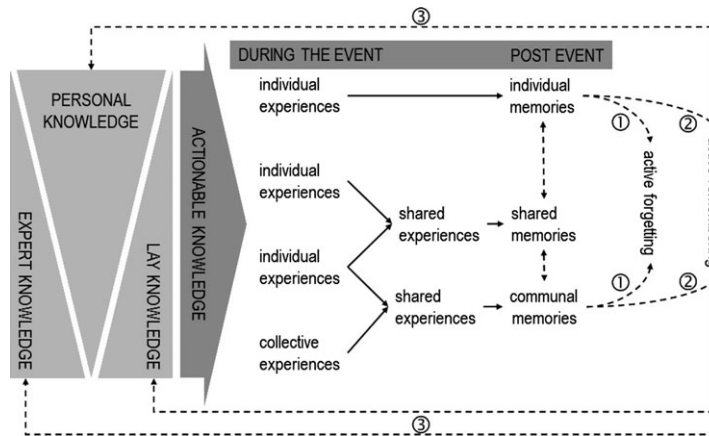 ③
DURING THE EVENT
POST EVENT
PERSONAL
KNOWLEDGE
EXPERT KNOWLEDGE
LAY KNOWLEDGE
ACTIONABLE KNOWLEDGE
individual
experiences
individual
memories
①
②
active forgetting
individual
experiences
shared
experiences
shared
memories
individual
experiences
①
②
shared
experiences
communal
memories
collective
experiences
③